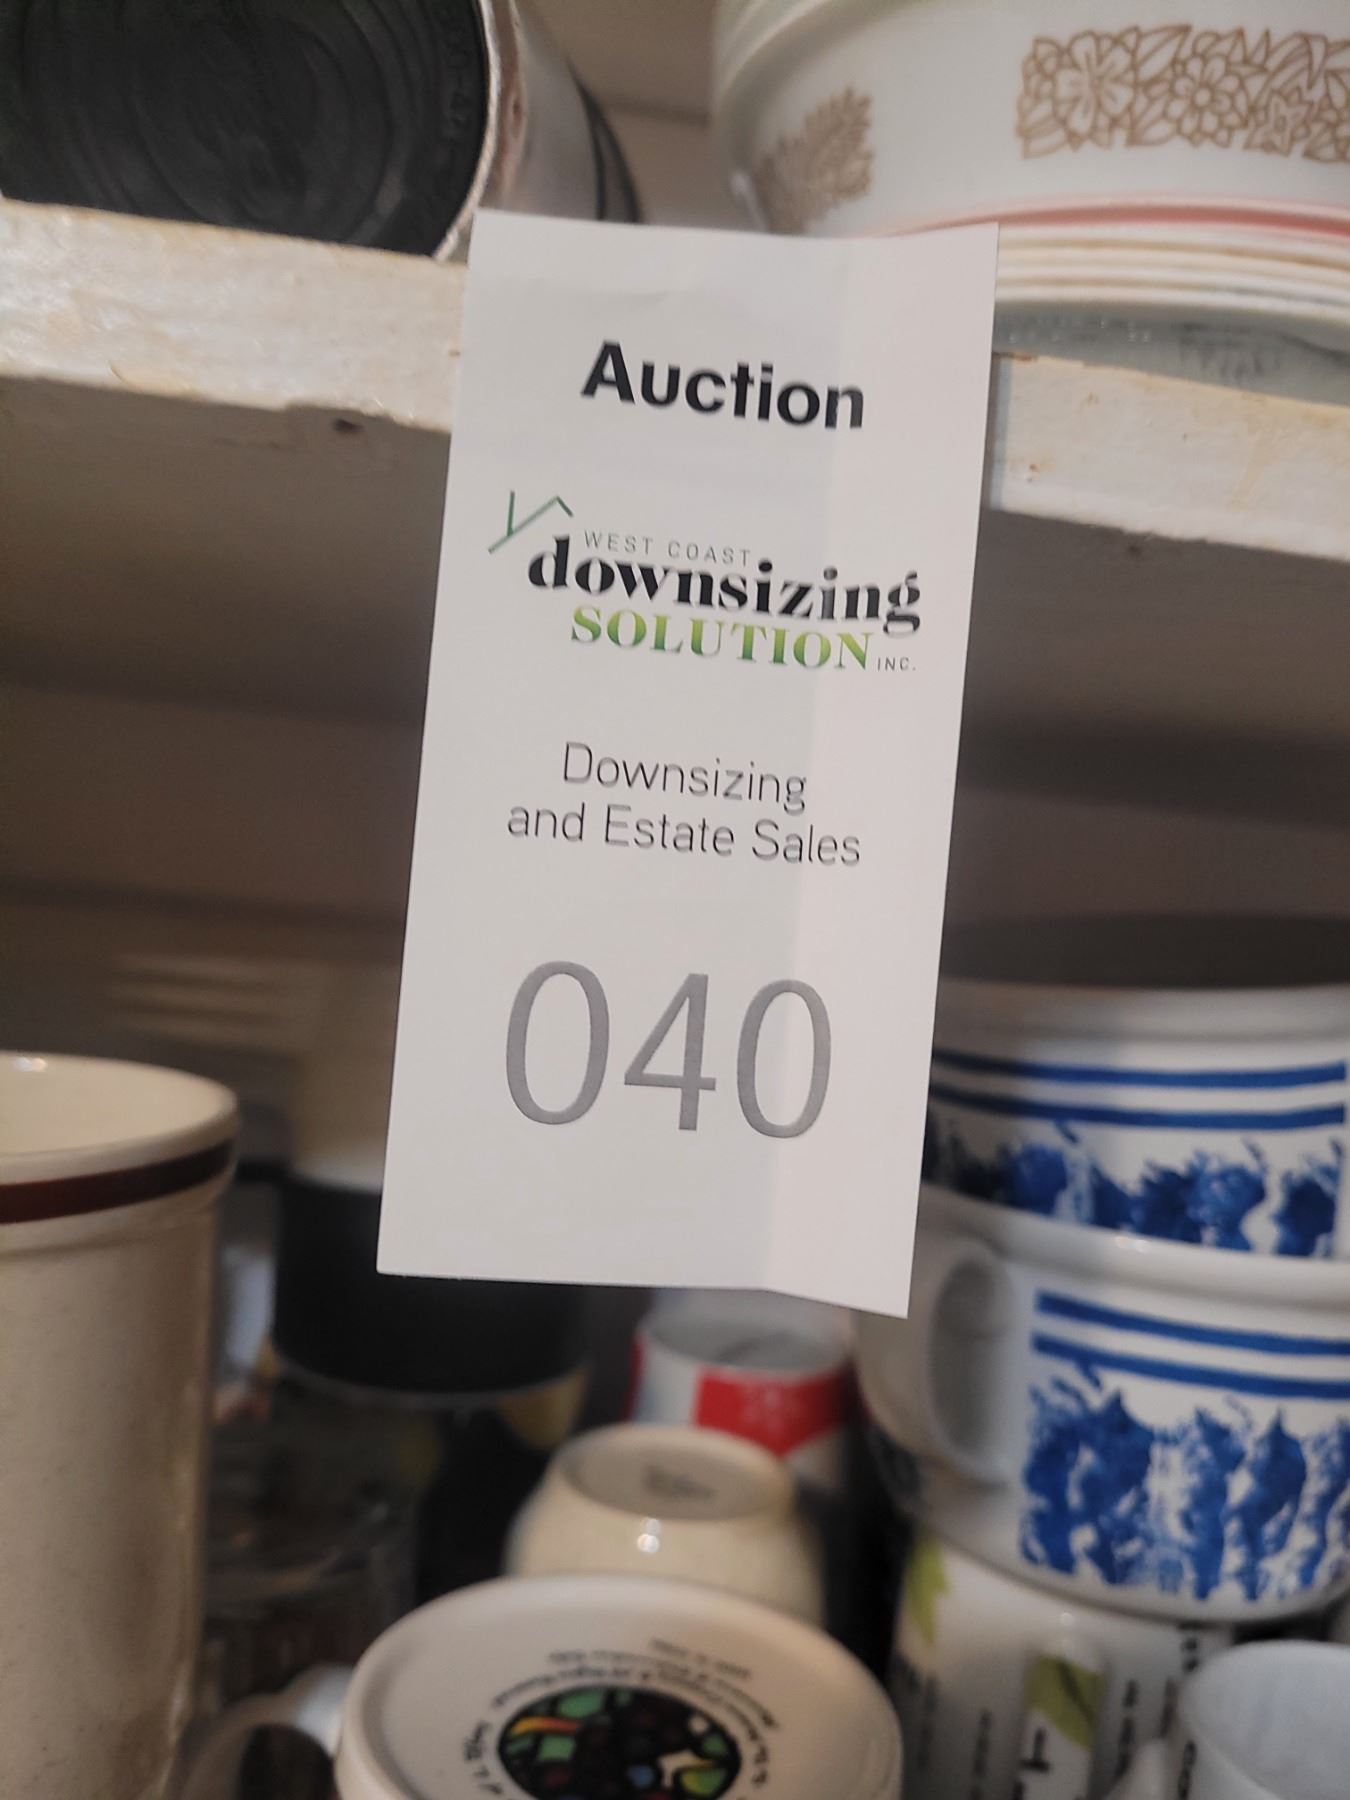 Auction
WEST COAST
downsizing
SOLUTION INC.
Downsizing
and Estate Sales
040